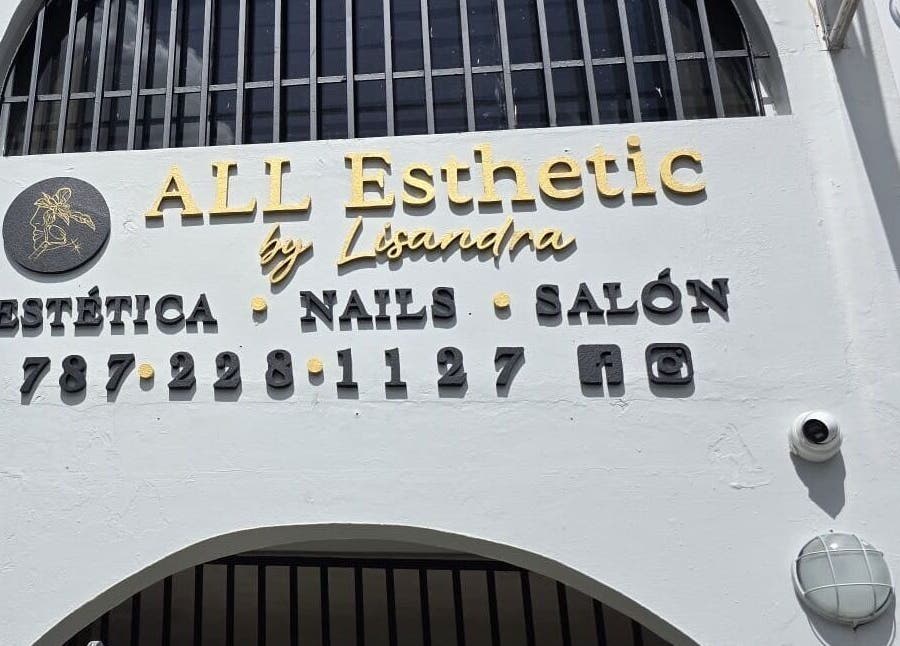 ALL Esthetic
by Lisandra
ESTÉTICA • NAILS • SALÓN
787•228•1127